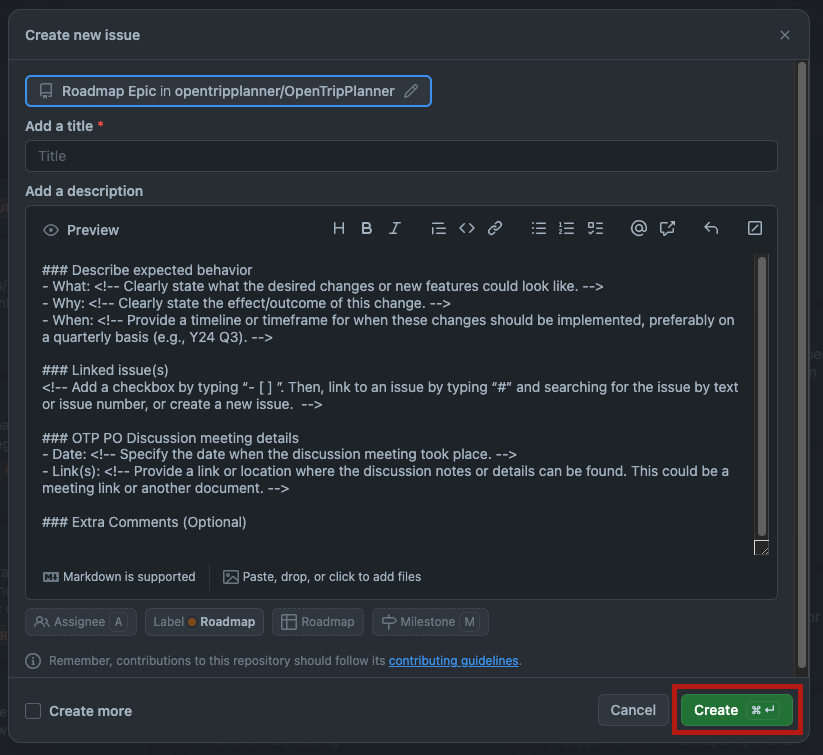 Create new issue
Roadmap Epic in opentripplanner/OpenTripPlanner
Add a title *
Title
Add a description
Preview
### Describe expected behavior
- What: <!-- Clearly state what the desired changes or new features could look like. -->
- Why: <!-- Clearly state the effect/outcome of this change. -->
- When: <!-- Provide a timeline or timeframe for when these changes should be implemented, preferably on
a quarterly basis (e.g., Y24 Q3). -->
### Linked issue(s)
<!-- Add a checkbox by typing “- [ ] ”. Then, link to an issue by typing “#” and searching for the issue by text
or issue number, or create a new issue.  -->
### OTP PO Discussion meeting details
- Date: <!-- Specify the date when the discussion meeting took place. -->
- Link(s): <!-- Provide a link or location where the discussion notes or details can be found. This could be a
meeting link or another document. -->
### Extra Comments (Optional)
Markdown is supported
Paste, drop, or click to add files
Assignee A Label Roadmap Roadmap Milestone M
Remember, contributions to this repository should follow its contributing guidelines.
Create more
Cancel
Create ⌘ ↵